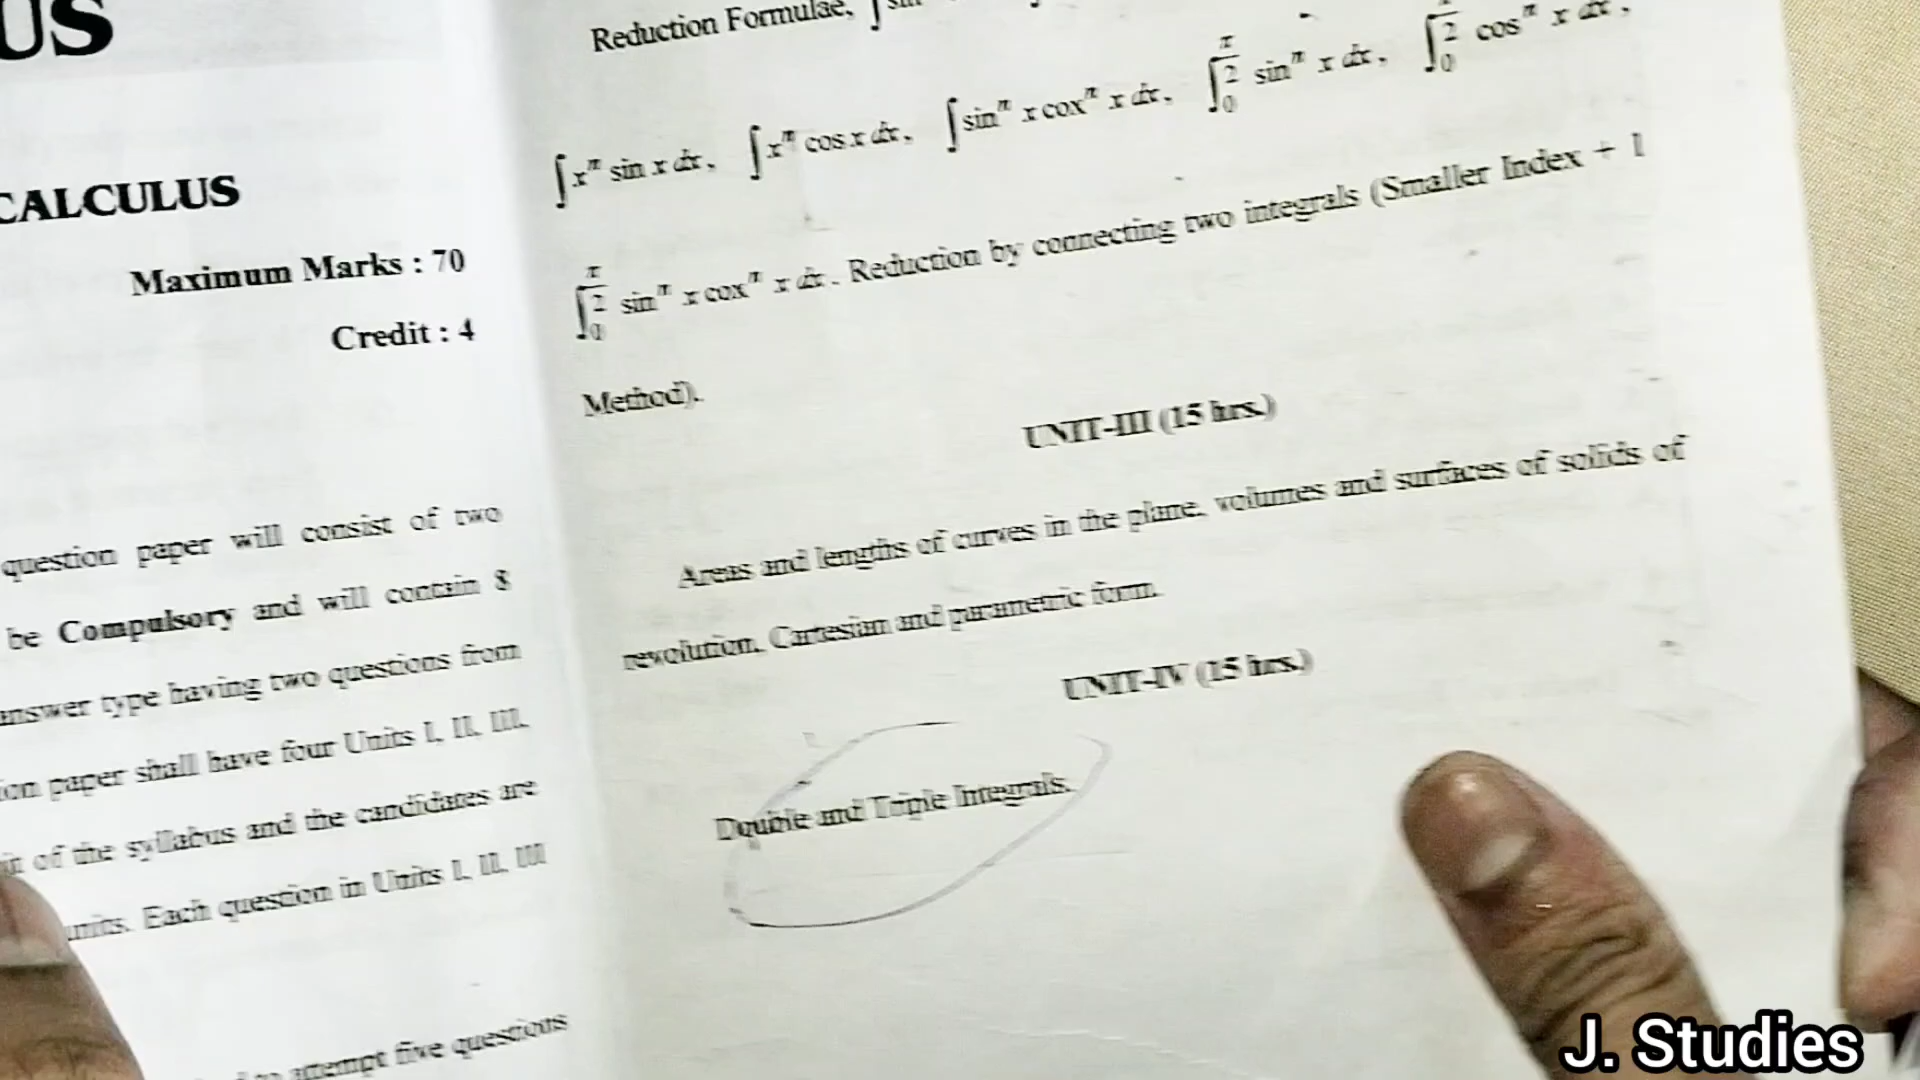 US
CALCULUS
Maximum Marks : 70
Credit : 4
question paper will consist of two
be Compulsory and will contain 8
answer type having two questions from
ion paper shall have four Units I, II, III,
of the syllabus and the candidates are
units. Each question in Units I, II, III
attempt five questions
Reduction Formulae, ∫ sin
∫ xⁿ sin x dx, ∫ xⁿ cos x dx, ∫ sinⁿ x coxⁿ x dx, ∫₀^{π/2} sinⁿ x dx, ∫₀^{π/2} cosⁿ x dx,
∫₀^{π/2} sinⁿ x coxⁿ x dx. Reduction by connecting two integrals (Smaller Index + 1
Method).
UNIT-III (15 hrs.)
Areas and lengths of curves in the plane, volumes and surfaces of solids of
revolution. Cartesian and parametric form.
UNIT-IV (15 hrs.)
Double and Triple Integrals.
J. Studies